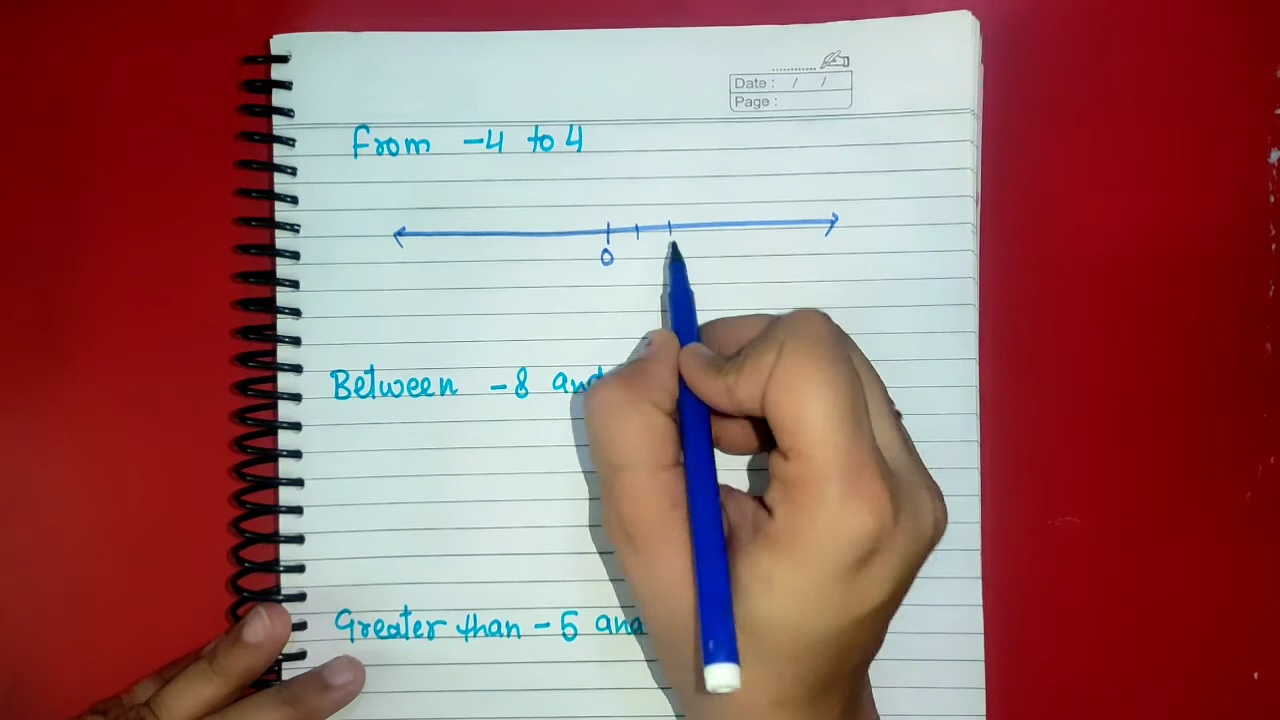 Date : / /
Page :
From -4 to 4
0
Between -8 and
Greater than -5 and